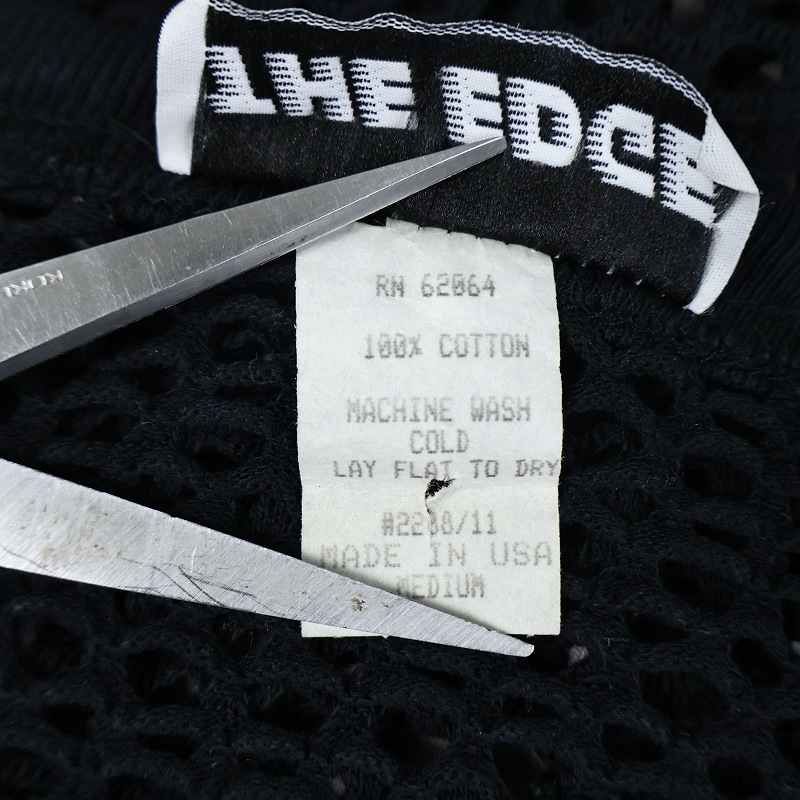 THE EDGE
RN 62064
100% COTTON
MACHINE WASH
COLD
LAY FLAT TO DRY
MADE IN USA
MEDIUM